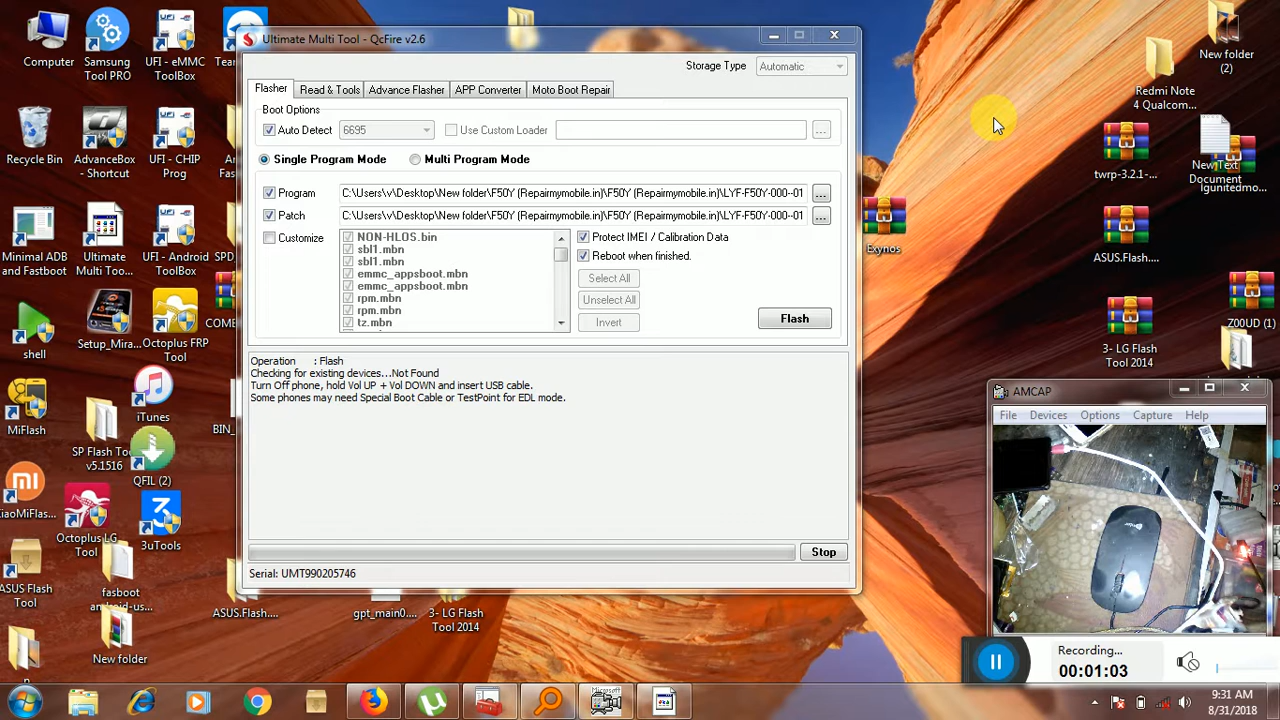 Computer
Samsung
Tool PRO
UFI - eMMC
ToolBox
Recycle Bin
AdvanceBox
- Shortcut
UFI - CHIP
Prog
Minimal ADB
and Fastboot
Ultimate
Multi Too...
UFI - Android
ToolBox
shell
Setup_Mira...
Octoplus FRP
Tool
MiFlash
SP Flash Too
v5.1516
iTunes
QFIL (2)
XiaoMiFlas...
Octoplus LG
Tool
3uTools
ASUS Flash
Tool
fasboot
android-us...
ASUS.Flash....
gpt_main0....
3- LG Flash
Tool 2014
New folder
Ultimate Multi Tool - QcFire v2.6
Storage Type
Automatic
Flasher
Read & Tools
Advance Flasher
APP Converter
Moto Boot Repair
Boot Options
Auto Detect
6695
Use Custom Loader
...
Single Program Mode
Multi Program Mode
Program
C:\Users\v\Desktop\New folder\F50Y (Repairmymobile.in)\F50Y (Repairmymobile.in)\LYF-F50Y-000--01
...
Patch
C:\Users\v\Desktop\New folder\F50Y (Repairmymobile.in)\F50Y (Repairmymobile.in)\LYF-F50Y-000--01
...
Customize
NON-HLOS.bin
sbl1.mbn
sbl1.mbn
emmc_appsboot.mbn
emmc_appsboot.mbn
rpm.mbn
rpm.mbn
tz.mbn
Protect IMEI / Calibration Data
Reboot when finished.
Select All
Unselect All
Invert
Flash
Operation : Flash
Checking for existing devices...Not Found
Turn Off phone, hold Vol UP + Vol DOWN and insert USB cable.
Some phones may need Special Boot Cable or TestPoint for EDL mode.
Stop
Serial: UMT990205746
Exynos
New folder
(2)
Redmi Note
4 Qualcom...
twrp-3.2.1-...
New Text
Document
ASUS.Flash....
Z00UD (1)
3- LG Flash
Tool 2014
AMCAP
File Devices Options Capture Help
Recording...
00:01:03
9:31 AM
8/31/2018